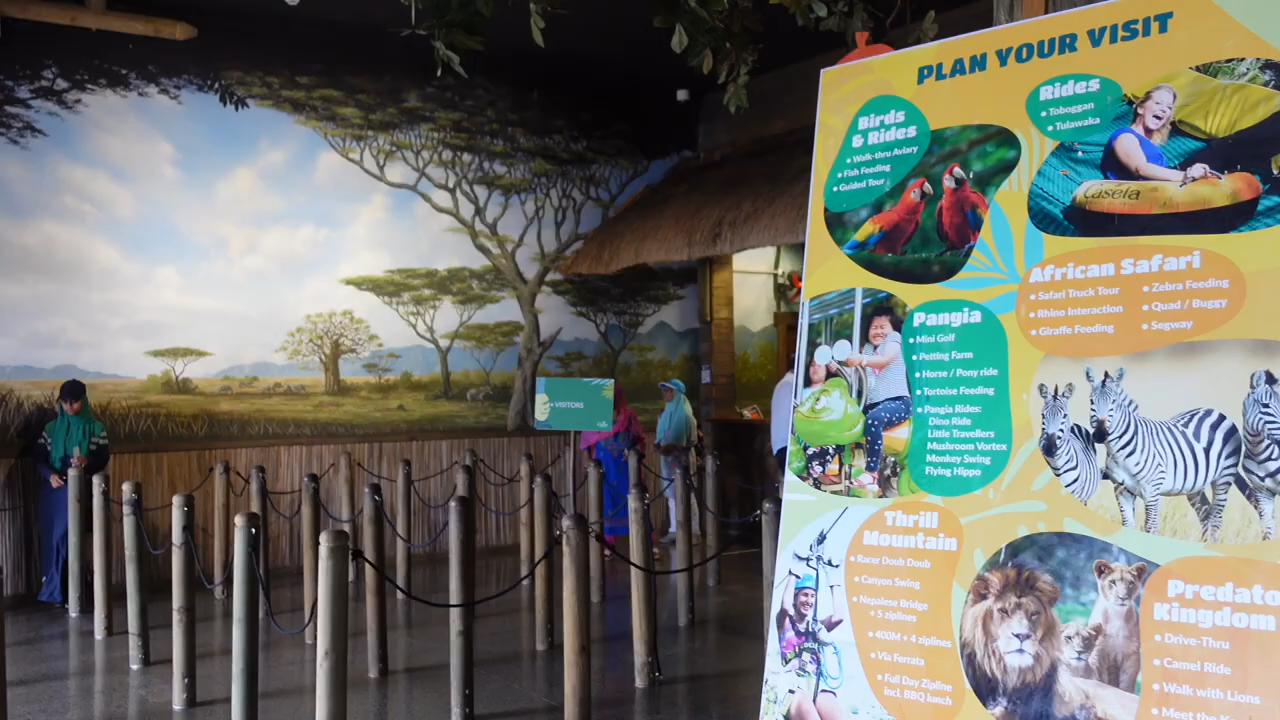 PLAN YOUR VISIT
Birds
& Rides
• Walk-thru Aviary
• Fish Feeding
• Guided Tour
Rides
• Toboggan
• Tulawaka
Casela
African Safari
• Safari Truck Tour
• Rhino Interaction
• Giraffe Feeding
• Zebra Feeding
• Quad / Buggy
• Segway
Pangia
• Mini Golf
• Petting Farm
• Horse / Pony ride
• Tortoise Feeding
• Pangia Rides:
Dino Ride
Little Travellers
Mushroom Vortex
Monkey Swing
Flying Hippo
VISITORS
Thrill
Mountain
• Racer Doub Doub
• Canyon Swing
• Nepalese Bridge
+ 5 ziplines
• 400M + 4 ziplines
• Via Ferrata
• Full Day Zipline
incl. BBQ lunch
Predato
Kingdom
• Drive-Thru
• Camel Ride
• Walk with Lions
• Meet the